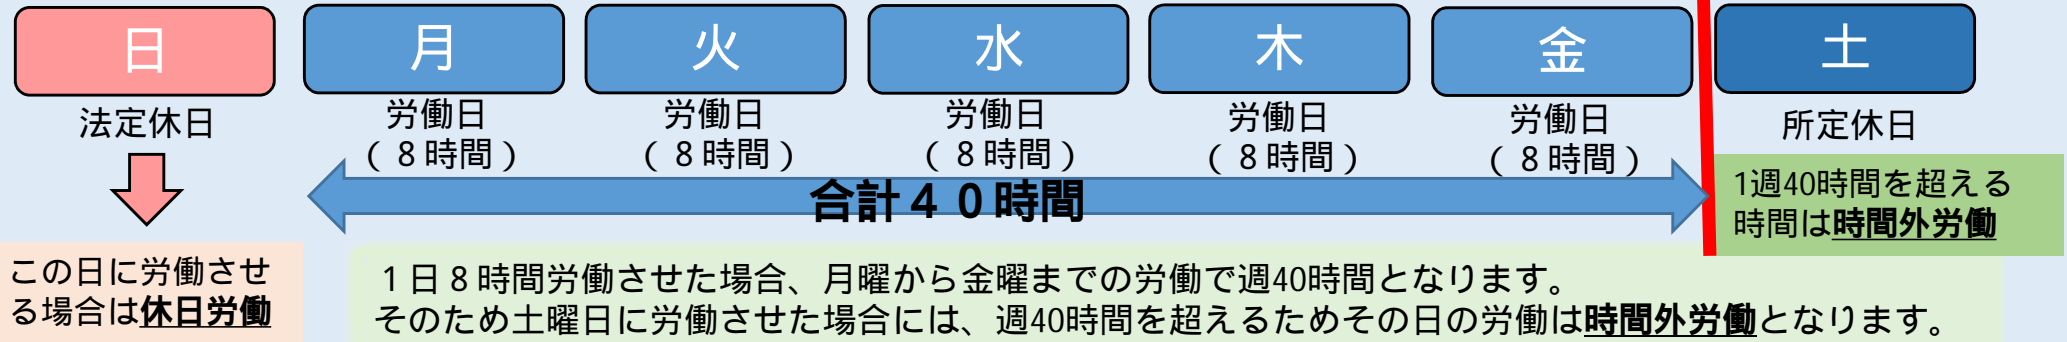 日
月
火
水
木
金
土
法定休日
労働日
(８時間)
労働日
(８時間)
労働日
(８時間)
労働日
(８時間)
労働日
(８時間)
所定休日
合計４０時間
1週40時間を超える
時間は時間外労働
この日に労働させ
る場合は休日労働
１日８時間労働させた場合、月曜から金曜までの労働で週40時間となります。
そのため土曜日に労働させた場合には、週40時間を超えるためその日の労働は時間外労働となります。